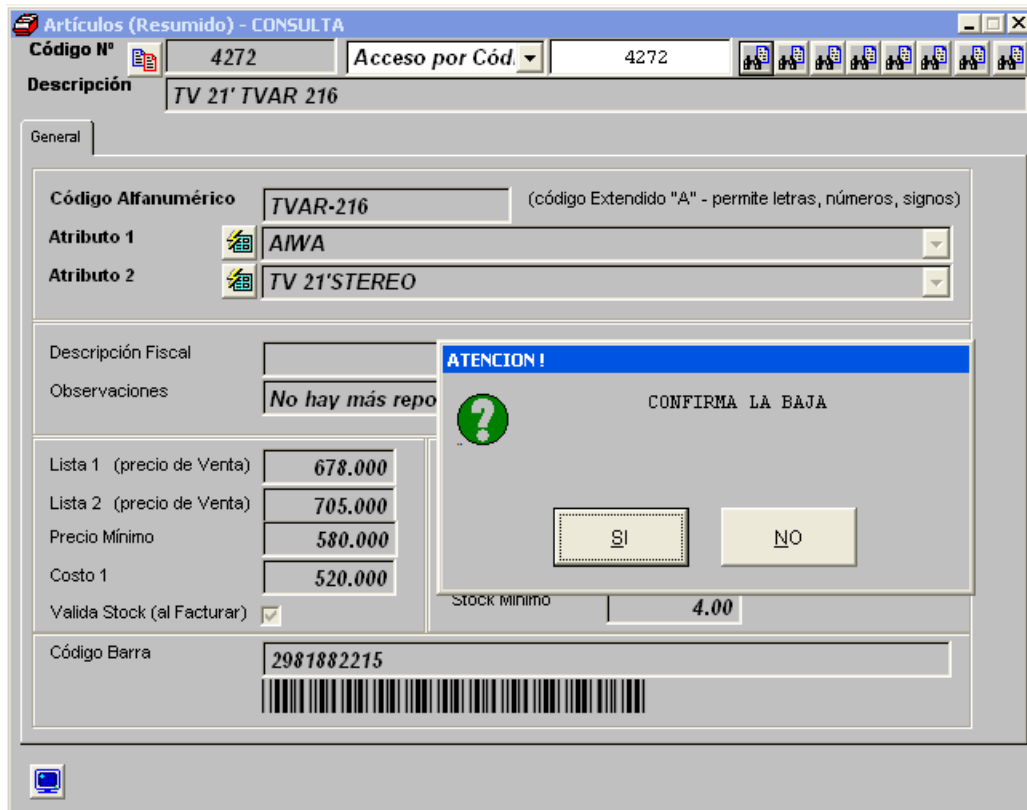 Artículos (Resumido) - CONSULTA
Código Nº 4272 Acceso por Cód. 4272
Descripción TV 21' TVAR 216
General
Código Alfanumérico TVAR-216 (código Extendido "A" - permite letras, números, signos)
Atributo 1 AIWA
Atributo 2 TV 21'STEREO
Descripción Fiscal
Observaciones No hay más repo
ATENCION !
CONFIRMA LA BAJA
SI NO
Lista 1 (precio de Venta) 678.000
Lista 2 (precio de Venta) 705.000
Precio Mínimo 580.000
Costo 1 520.000
Stock Mínimo 4.00
Valida Stock (al Facturar)
Código Barra 2981882215